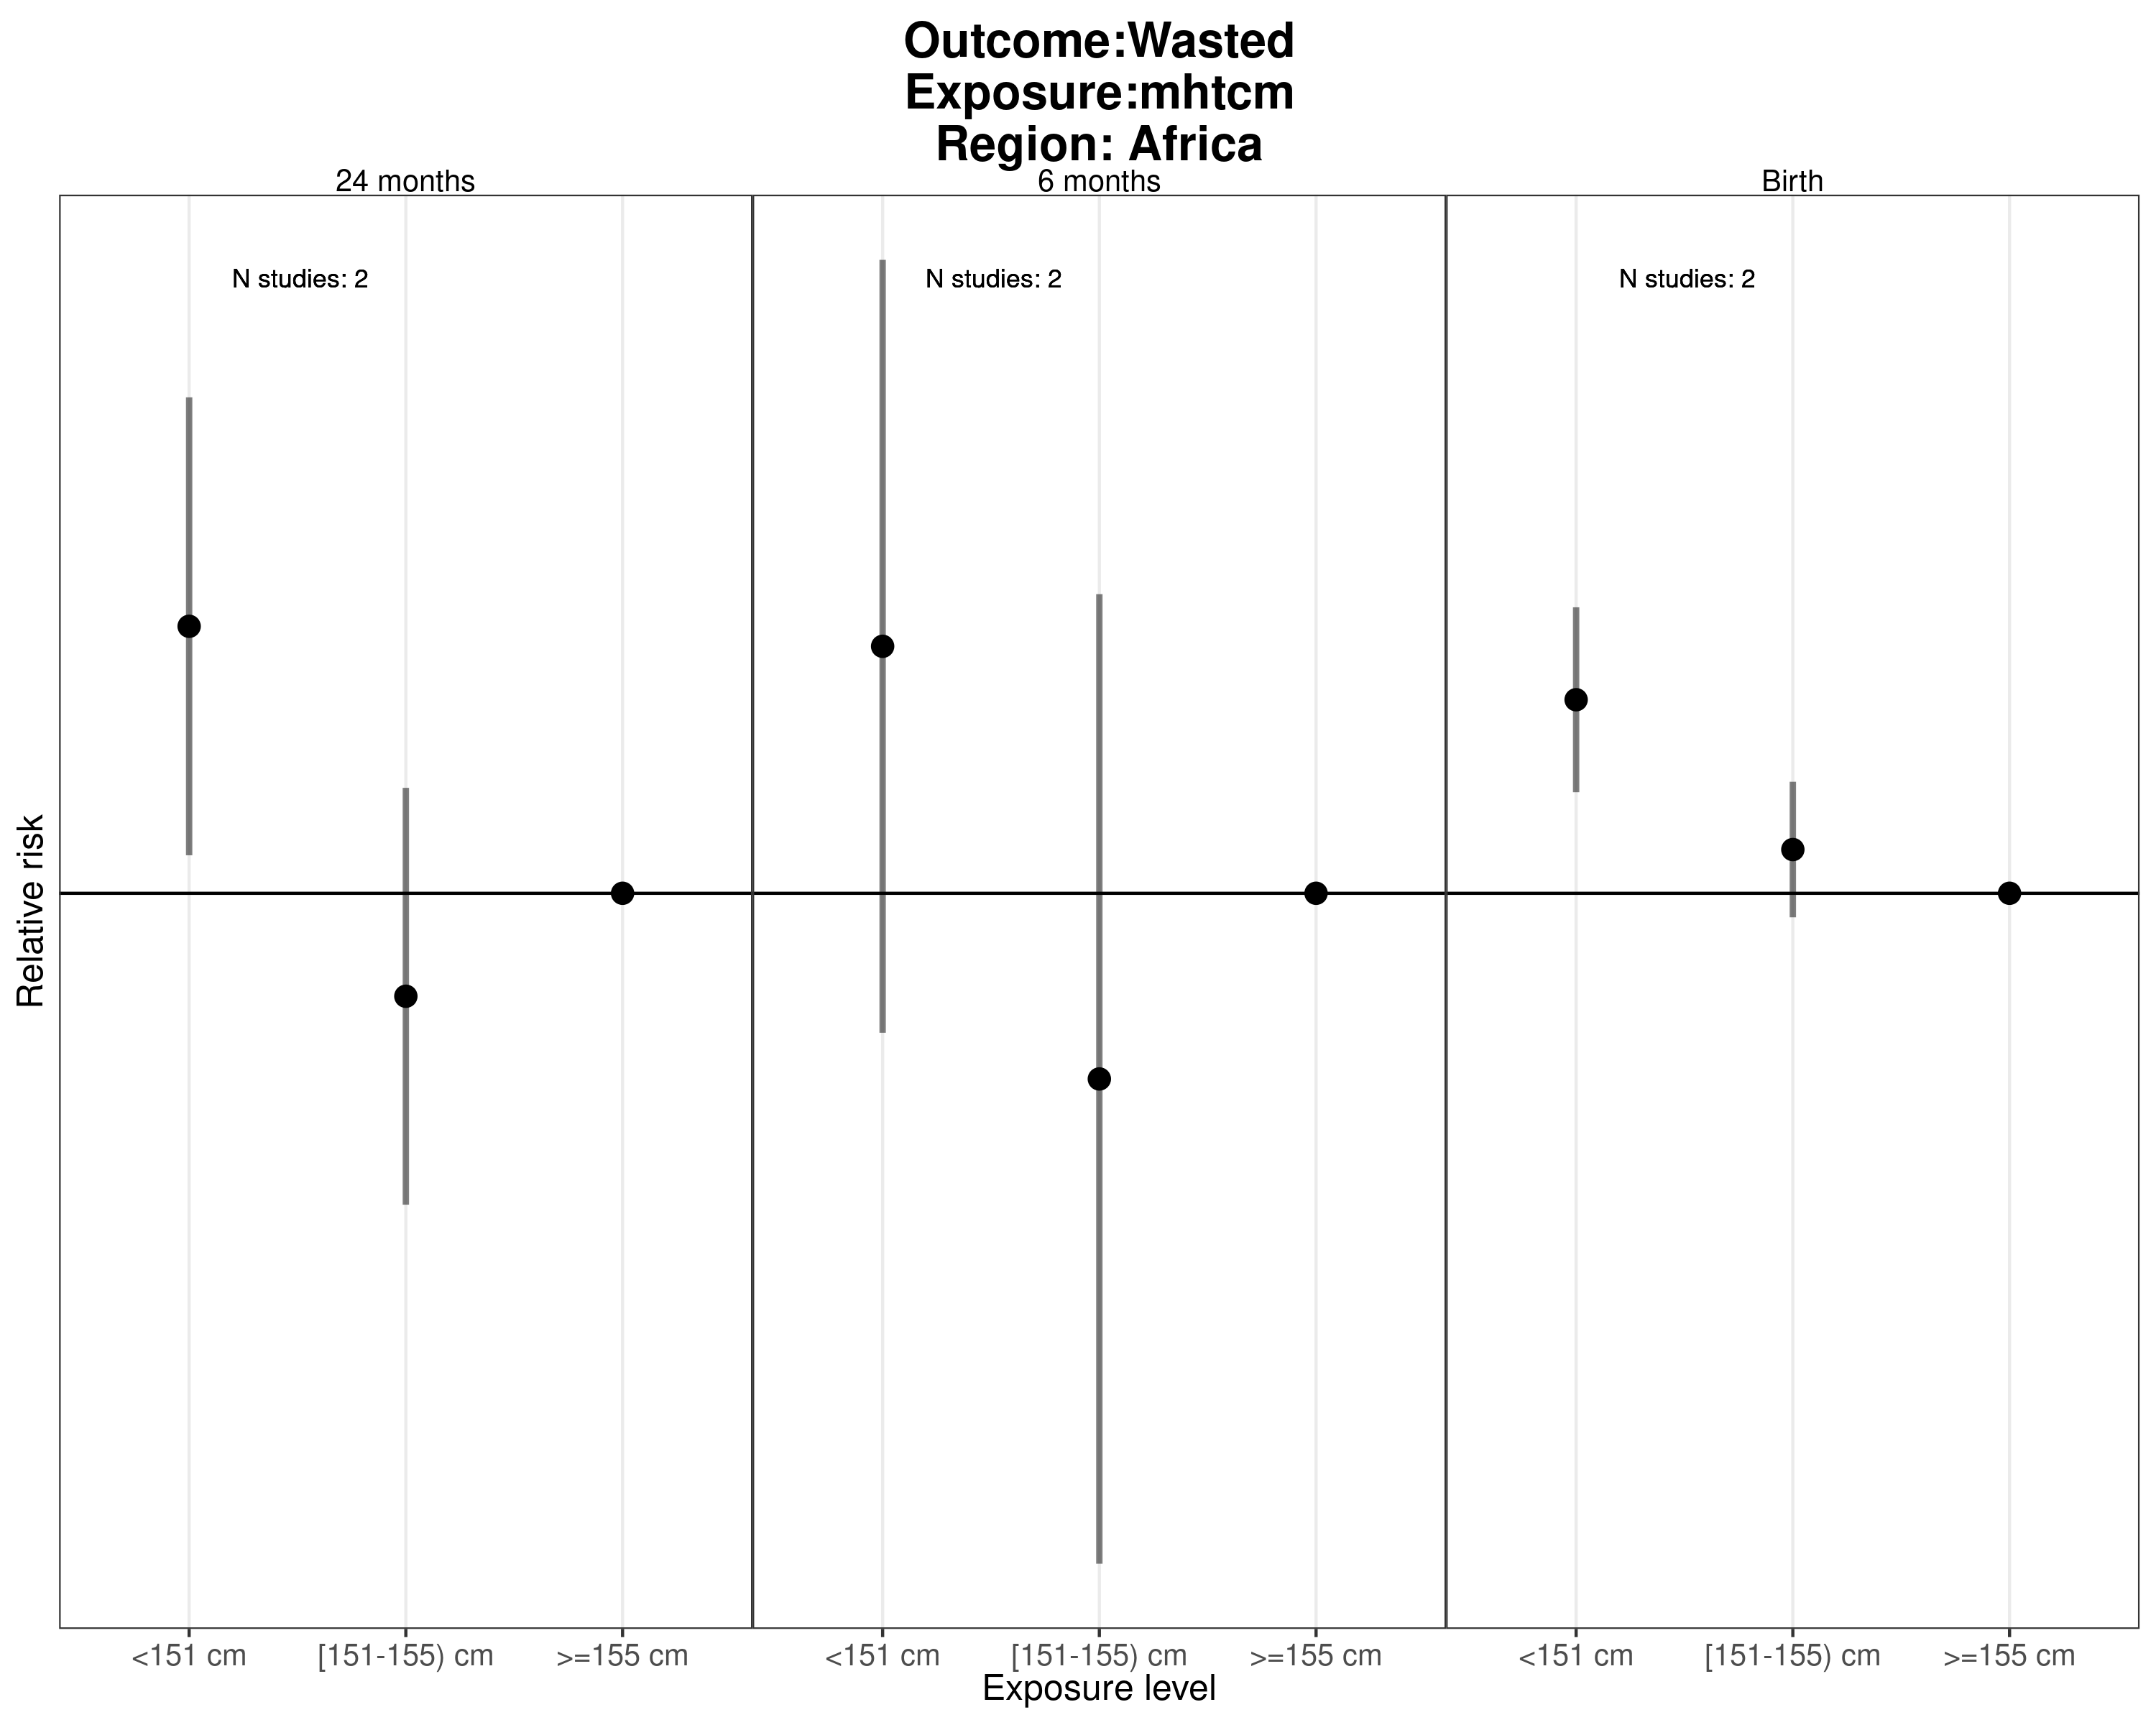 Outcome:Wasted
Exposure:mhtcm
Region: Africa
24 months
6 months
Birth
N studies: 2
N studies: 2
N studies: 2
Relative risk
<151 cm
[151-155) cm
>=155 cm
<151 cm
[151-155) cm
>=155 cm
<151 cm
[151-155) cm
>=155 cm
Exposure level